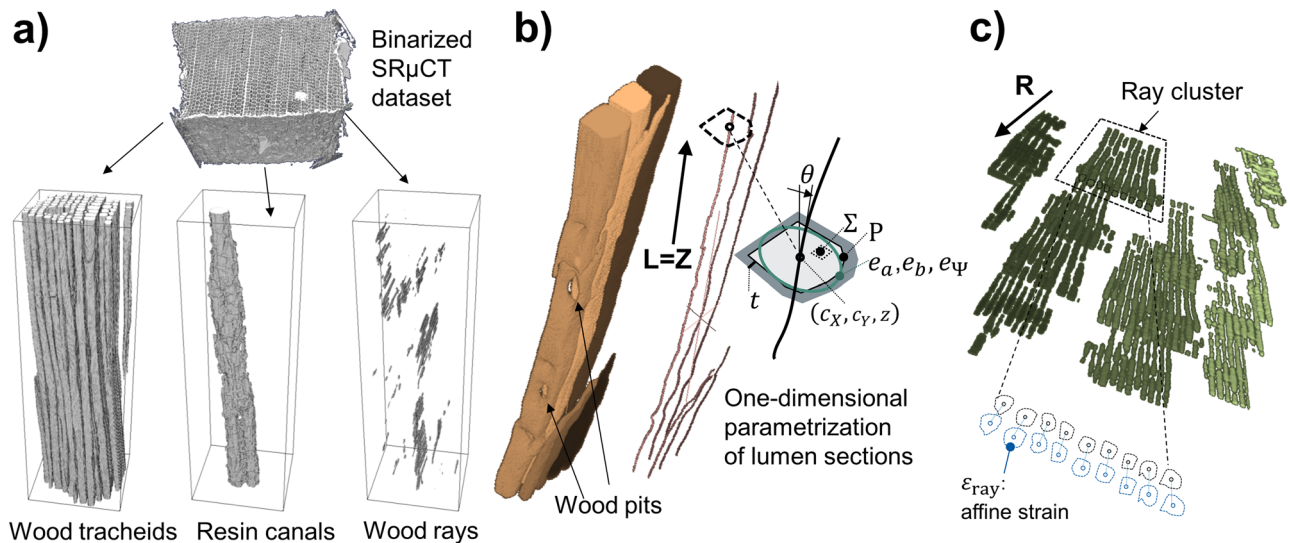 a)
Binarized
SRµCT
dataset
Wood tracheids
Resin canals
Wood rays
b)
L=Z
θ
Σ
P
e_a, e_b, e_Ψ
t
(c_X, c_Y, z)
One-dimensional
parametrization
of lumen sections
Wood pits
c)
R
Ray cluster
ε_ray:
affine strain